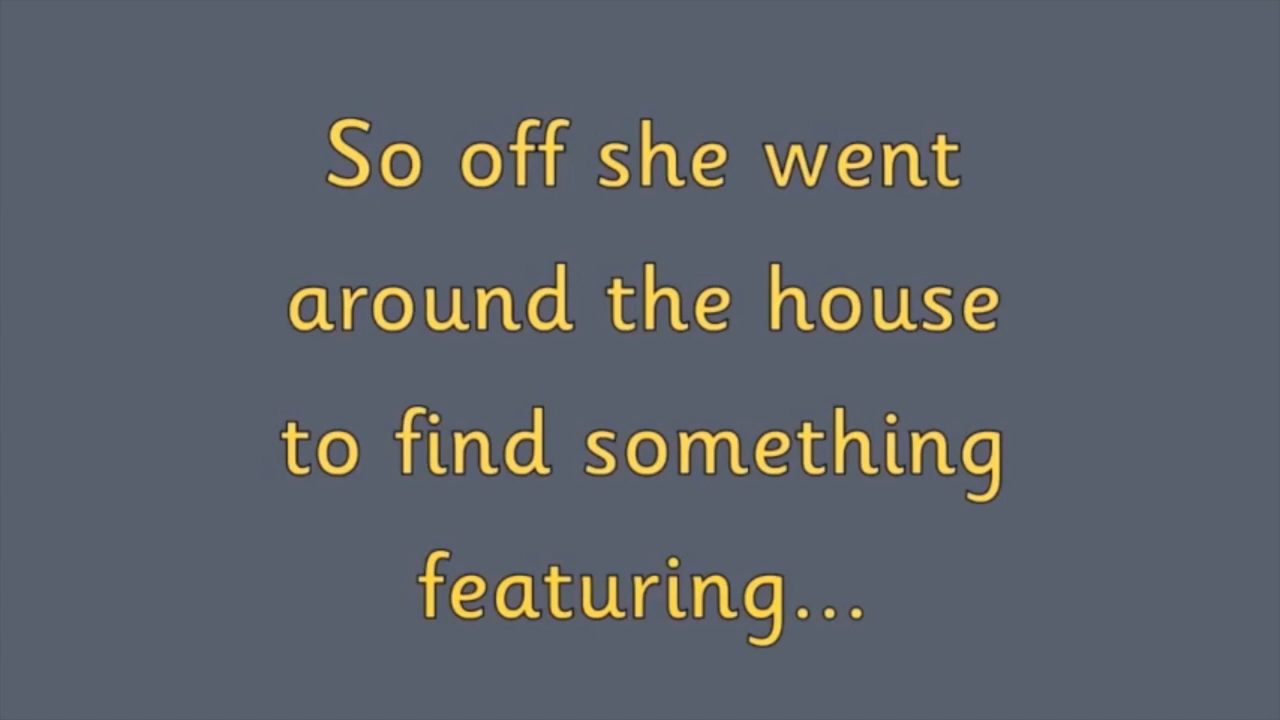 So off she went
around the house
to find something
featuring...